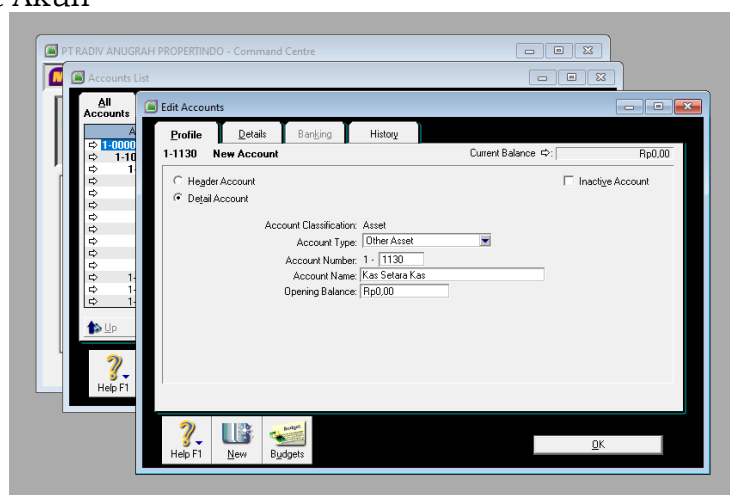 PT RADIV ANUGRAH PROPERTINDO - Command Centre
Accounts List
All
Accounts
Edit Accounts
Profile Details Banking History
1-1130 New Account Current Balance Rp0,00
Header Account Inactive Account
Detail Account
Account Classification: Asset
Account Type: Other Asset
Account Number: 1 - 1130
Account Name: Kas Setara Kas
Opening Balance: Rp0,00
1-0000
1-10
Up
Help F1
Help F1 New Budgets
OK